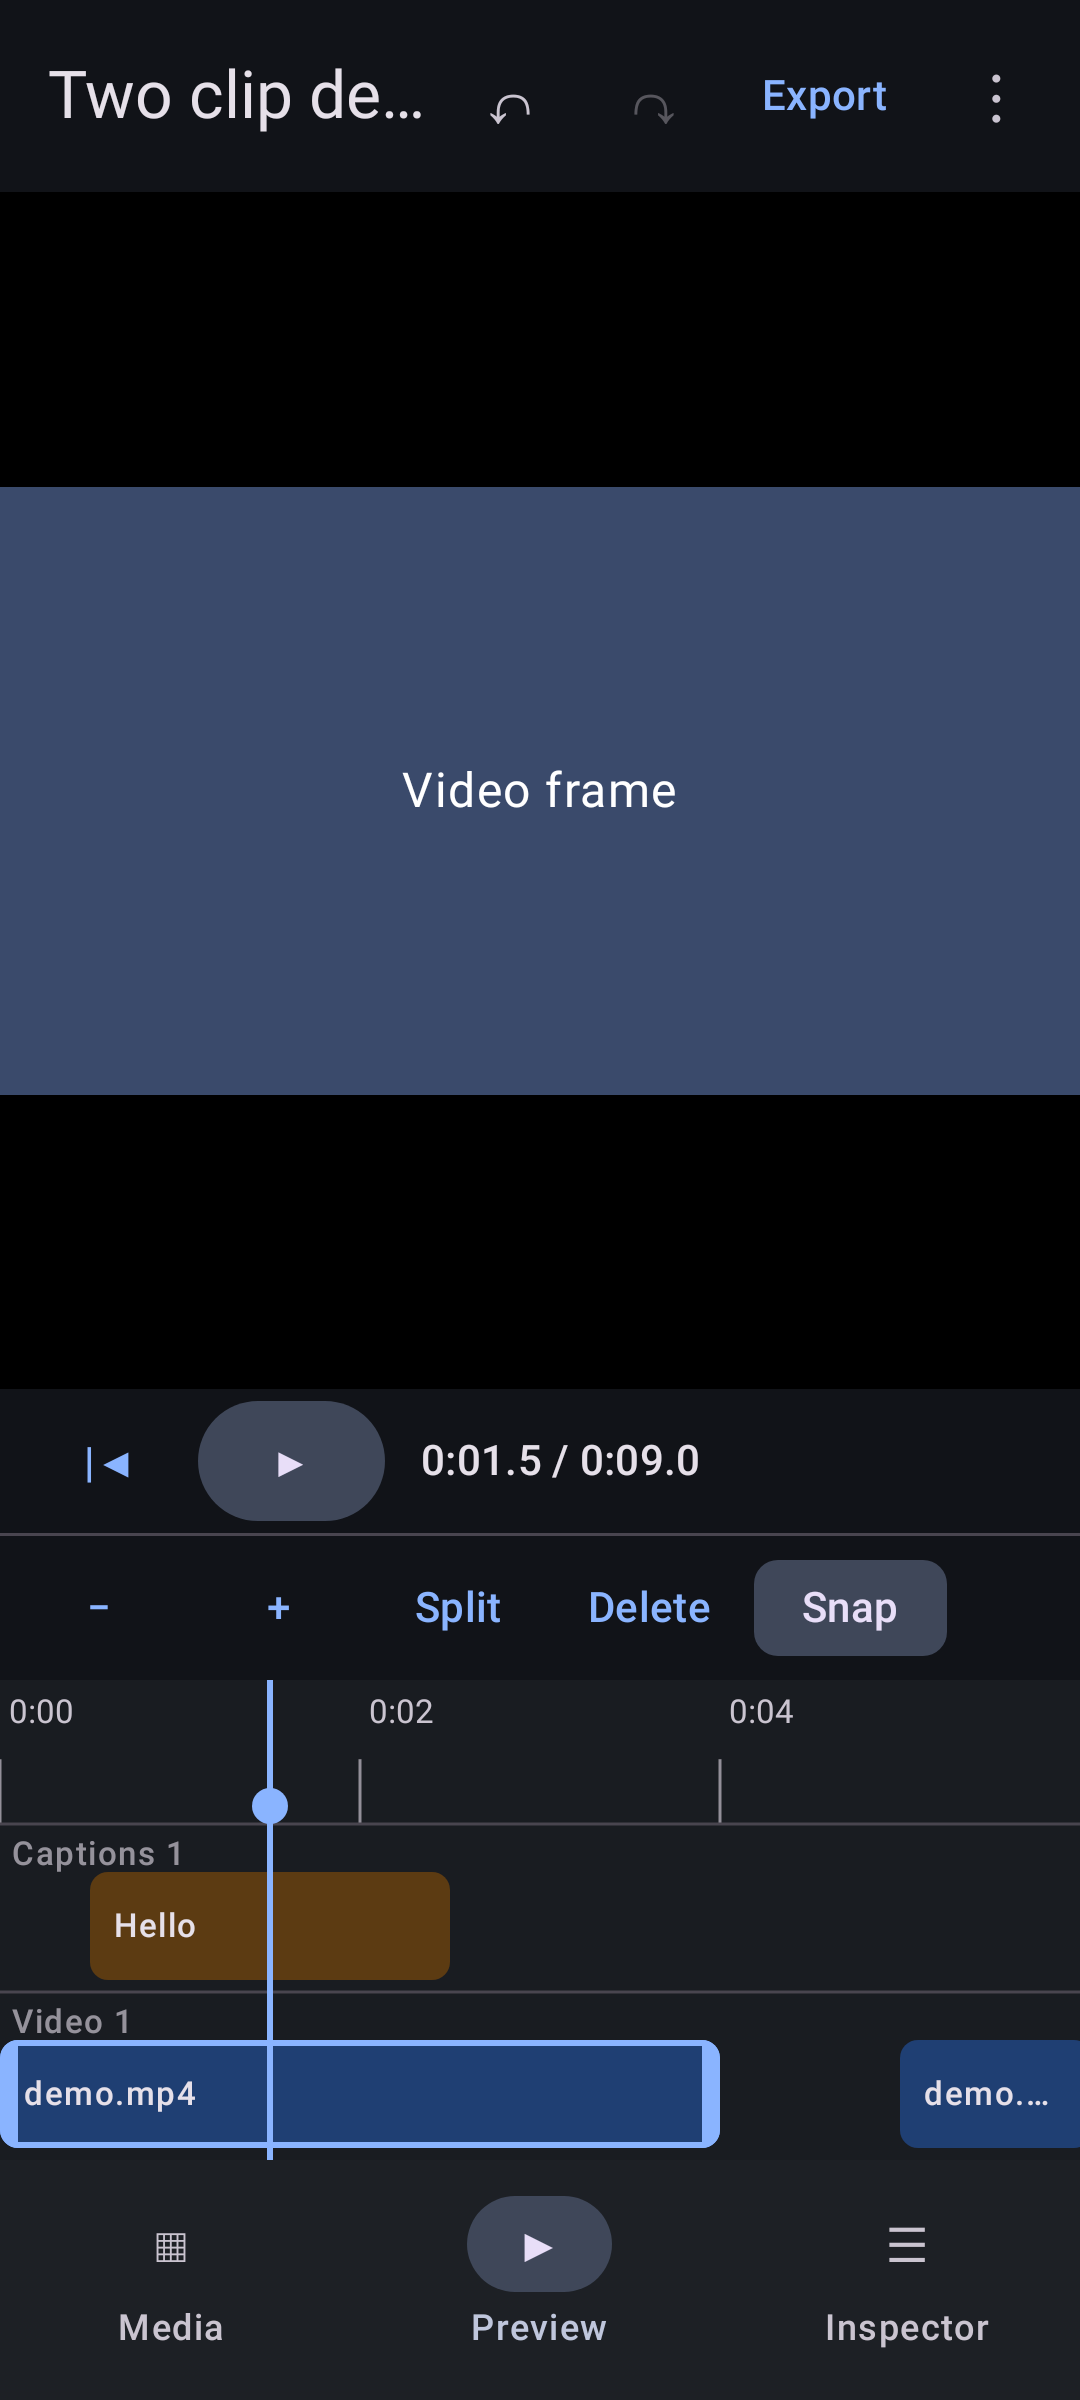 Two clip de…
Export
Video frame
0:01.5 / 0:09.0
− + Split Delete Snap
0:00 0:02 0:04
Captions 1
Hello
Video 1
demo.mp4 demo.…
Media Preview Inspector